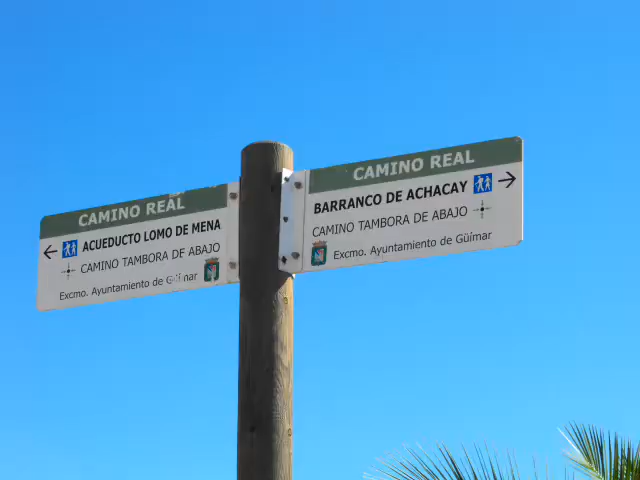 CAMINO REAL
ACUEDUCTO LOMO DE MENA
CAMINO TAMBORA DE ABAJO
Excmo. Ayuntamiento de Güímar
CAMINO REAL
BARRANCO DE ACHACAY
CAMINO TAMBORA DE ABAJO
Excmo. Ayuntamiento de Güímar